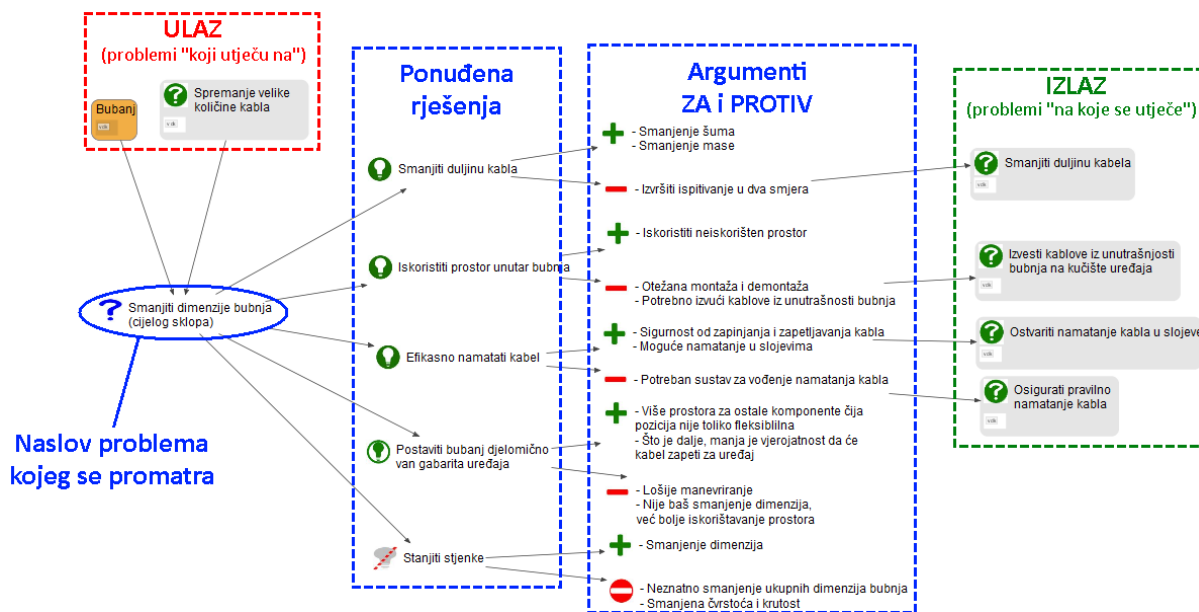 ULAZ
(problemi "koji utječu na")
Bubanj
Spremanje velike
količine kabla
Smanjiti dimenzije bubnja
(cijelog sklopa)
Naslov problema
kojeg se promatra
Ponuđena
rješenja
Smanjiti duljinu kabla
Iskoristiti prostor unutar bubnja
Efikasno namatati kabel
Postaviti bubanj djelomično
van gabarita uređaja
Stanjiti stjenke
Argumenti
ZA i PROTIV
- Smanjenje šuma
- Smanjenje mase
- Izvršiti ispitivanje u dva smjera
- Iskoristiti neiskorišten prostor
- Otežana montaža i demontaža
- Potrebno izvući kablove iz unutrašnosti bubnja
- Sigurnost od zapinjanja i zapetljavanja kabla
- Moguće namatanje u slojevima
- Potreban sustav za vođenje namatanja kabla
- Više prostora za ostale komponente čija
pozicija nije toliko fleksiblilna
- Što je dalje, manja je vjerojatnost da će
kabel zapeti za uređaj
- Lošije manevriranje
- Nije baš smanjenje dimenzija,
već bolje iskorištavanje prostora
- Smanjenje dimenzija
- Neznatno smanjenje ukupnih dimenzija bubnja
- Smanjena čvrstoća i krutost
IZLAZ
(problemi "na koje se utječe")
Smanjiti duljinu kabela
Izvesti kablove iz unutrašnjosti
bubnja na kučište uređaja
Ostvariti namatanje kabla u slojeve
Osigurati pravilno
namatanje kabla